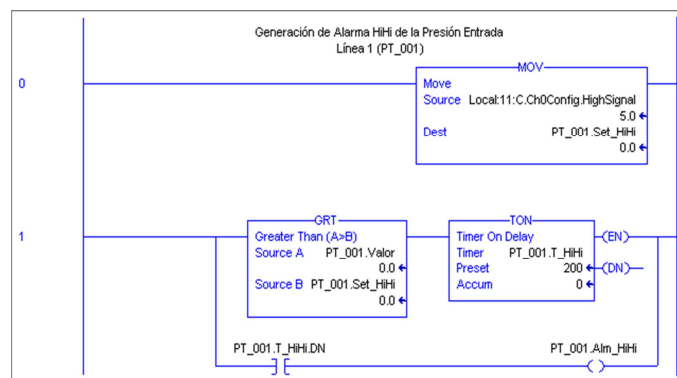 Generación de Alarma HiHi de la Presión Entrada
Línea 1 (PT_001)
0
MOV
Move
Source Local:11:C.Ch0Config.HighSignal
5.0
Dest PT_001.Set_HiHi
0.0
1
GRT
Greater Than (A>B)
Source A PT_001.Valor
0.0
Source B PT_001.Set_HiHi
0.0
TON
Timer On Delay
Timer PT_001.T_HiHi
Preset 200
Accum 0
EN
DN
PT_001.T_HiHi.DN
PT_001.Alm_HiHi